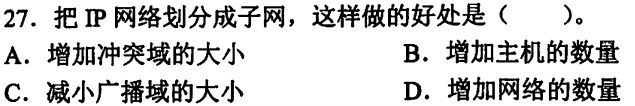 27．把 IP 网络划分成子网，这样做的好处是（　　）。
A．增加冲突域的大小　　B．增加主机的数量
C．减小广播域的大小　　D．增加网络的数量